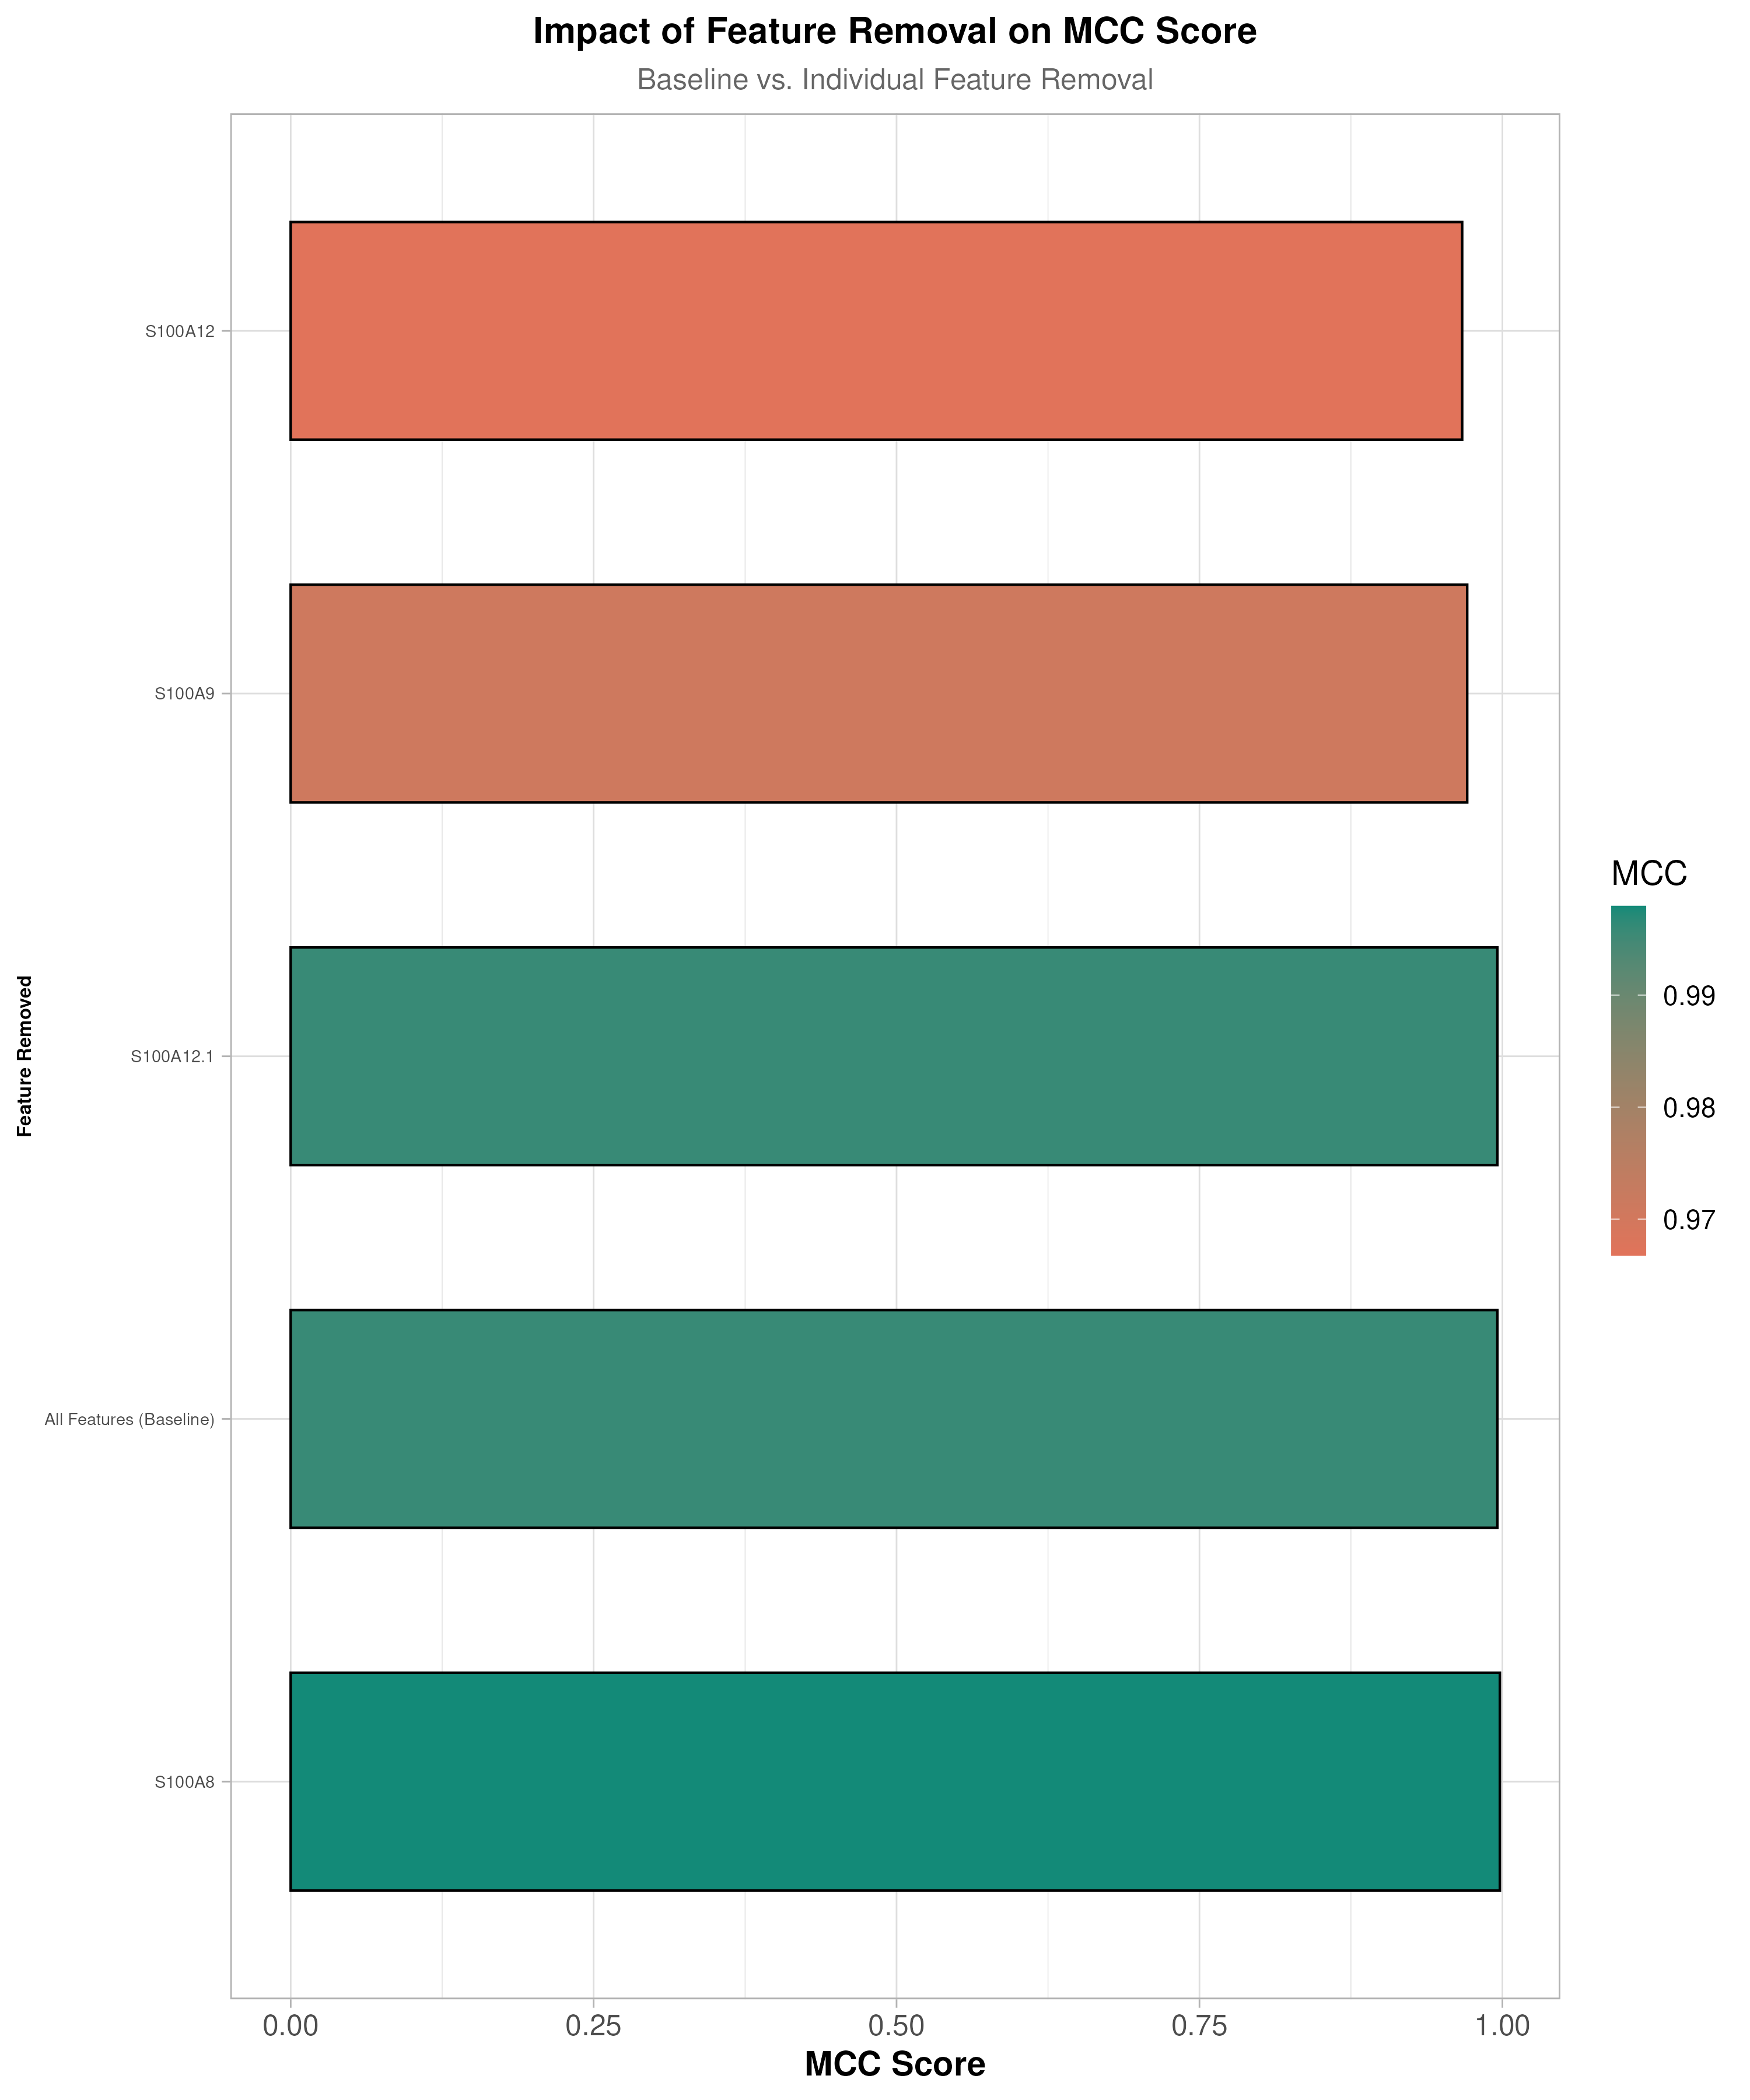 Impact of Feature Removal on MCC Score
Baseline vs. Individual Feature Removal
Feature Removed
S100A12
S100A9
S100A12.1
All Features (Baseline)
S100A8
0.00 0.25 0.50 0.75 1.00
MCC Score
MCC
0.99
0.98
0.97